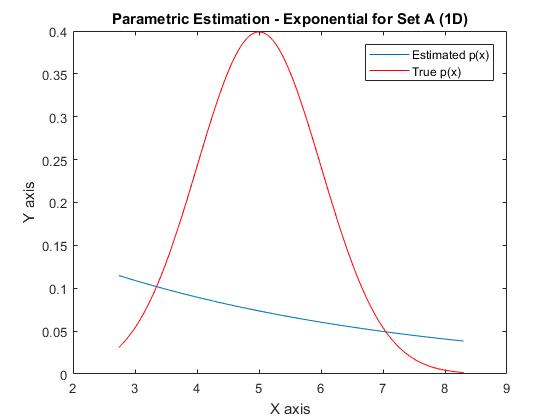 Parametric Estimation - Exponential for Set A (1D)
Estimated p(x)
True p(x)
0.4
0.35
0.3
0.25
0.2
0.15
0.1
0.05
0
Y axis
2 3 4 5 6 7 8 9
X axis